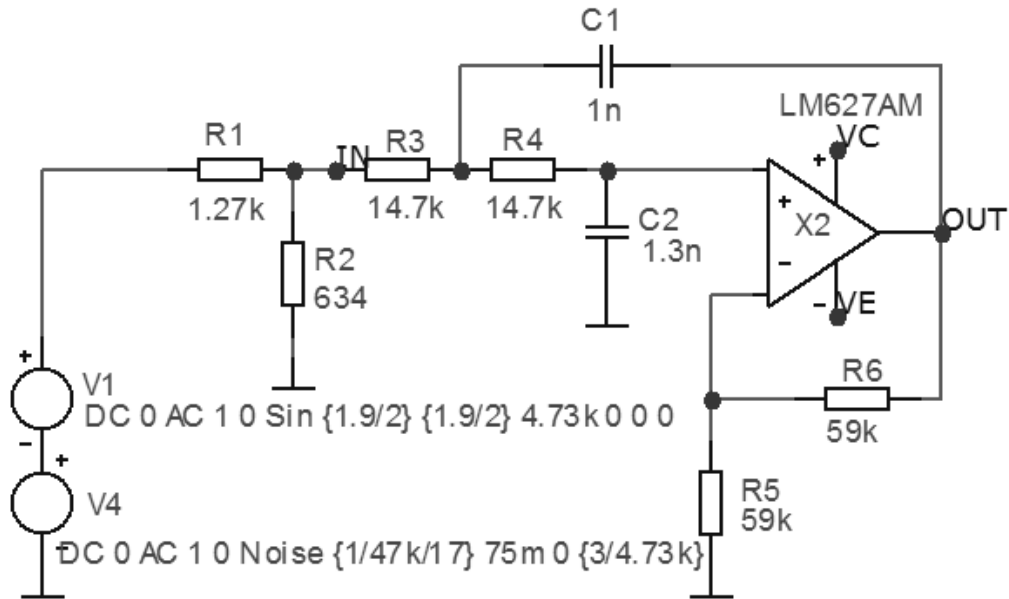 C1
1n
LM627AM
VC
+
R1
IN
R3
R4
1.27k
14.7k
14.7k
+
X2
C2
1.3n
OUT
R2
634
-
- VE
+
V1
DC 0 AC 1 0 Sin {1.9/2} {1.9/2} 4.73k 0 0 0
-
R6
59k
+
V4
R5
59k
-
DC 0 AC 1 0 Noise {1/47k/17} 75m 0 {3/4.73k}